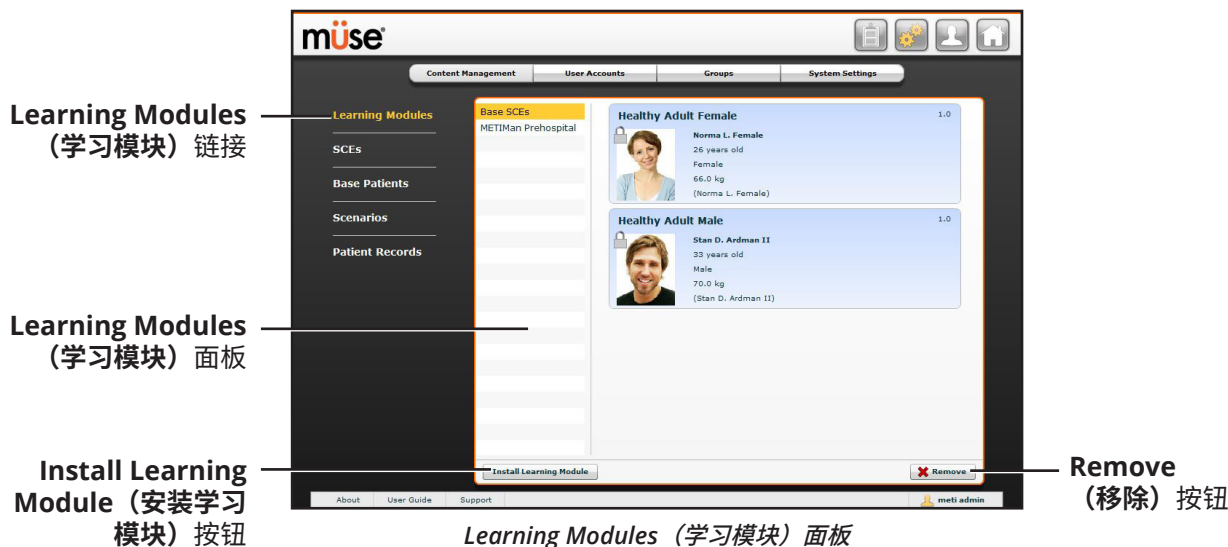 müse
Content Management
User Accounts
Groups
System Settings
Learning Modules
（学习模块）链接
Learning Modules
SCEs
Base Patients
Scenarios
Patient Records
Base SCEs
METIMan Prehospital
Healthy Adult Female
1.0
Norma L. Female
26 years old
Female
66.0 kg
(Norma L. Female)
Healthy Adult Male
1.0
Stan D. Ardman II
33 years old
Male
70.0 kg
(Stan D. Ardman II)
Learning Modules
（学习模块）面板
Install Learning
Module（安装学习
模块）按钮
Install Learning Module
Remove
Remove
（移除）按钮
About
User Guide
Support
meti admin
Learning Modules（学习模块）面板